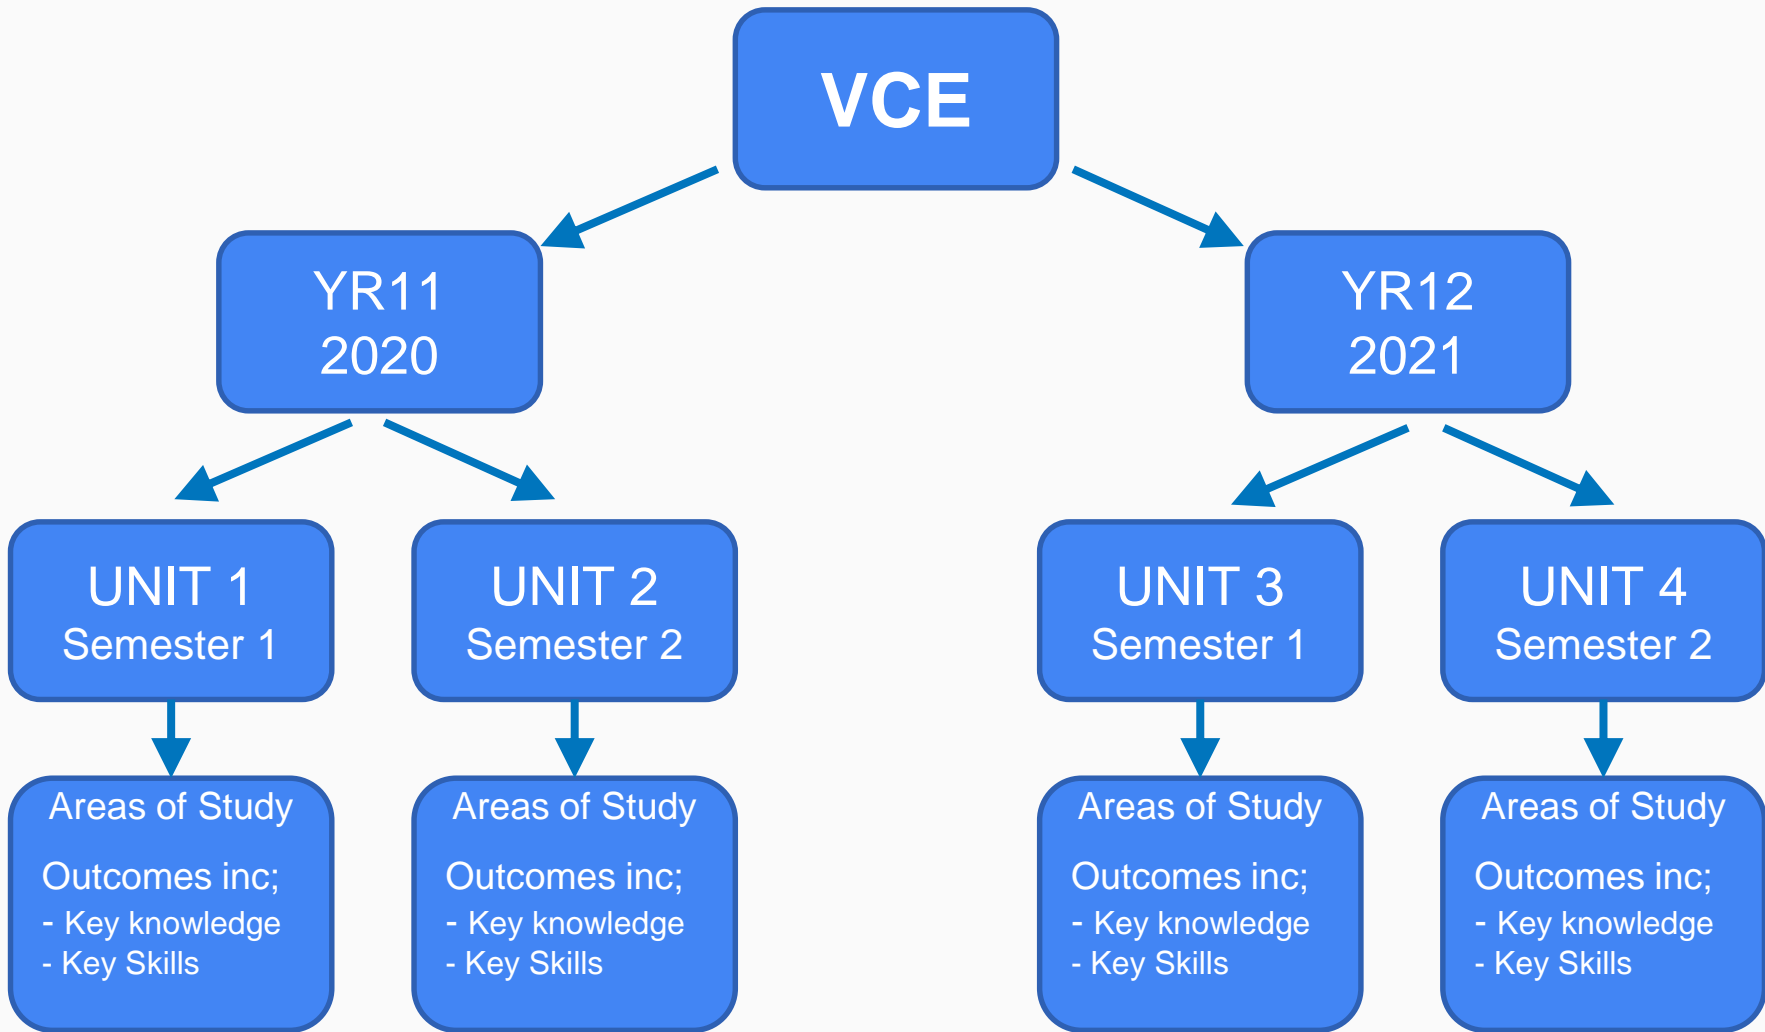 VCE
YR11
2020
YR12
2021
UNIT 1
Semester 1
UNIT 2
Semester 2
UNIT 3
Semester 1
UNIT 4
Semester 2
Areas of Study
Outcomes inc;
- Key knowledge
- Key Skills
Areas of Study
Outcomes inc;
- Key knowledge
- Key Skills
Areas of Study
Outcomes inc;
- Key knowledge
- Key Skills
Areas of Study
Outcomes inc;
- Key knowledge
- Key Skills